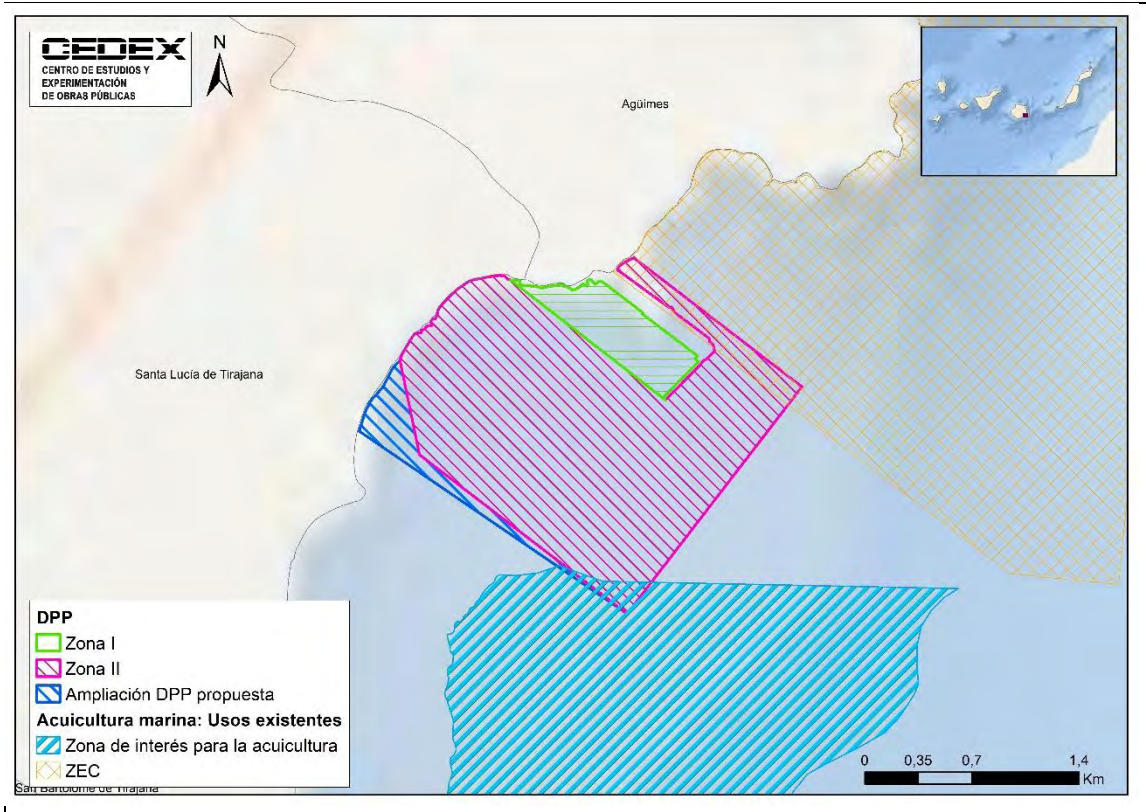 CEDEX
CENTRO DE ESTUDIOS Y
EXPERIMENTACIÓN
DE OBRAS PÚBLICAS
N
Agüimes
Santa Lucía de Tirajana
DPP
Zona I
Zona II
Ampliación DPP propuesta
Acuicultura marina: Usos existentes
Zona de interés para la acuicultura
ZEC
San Bartolomé de Tirajana
0 0,35 0,7 1,4
Km